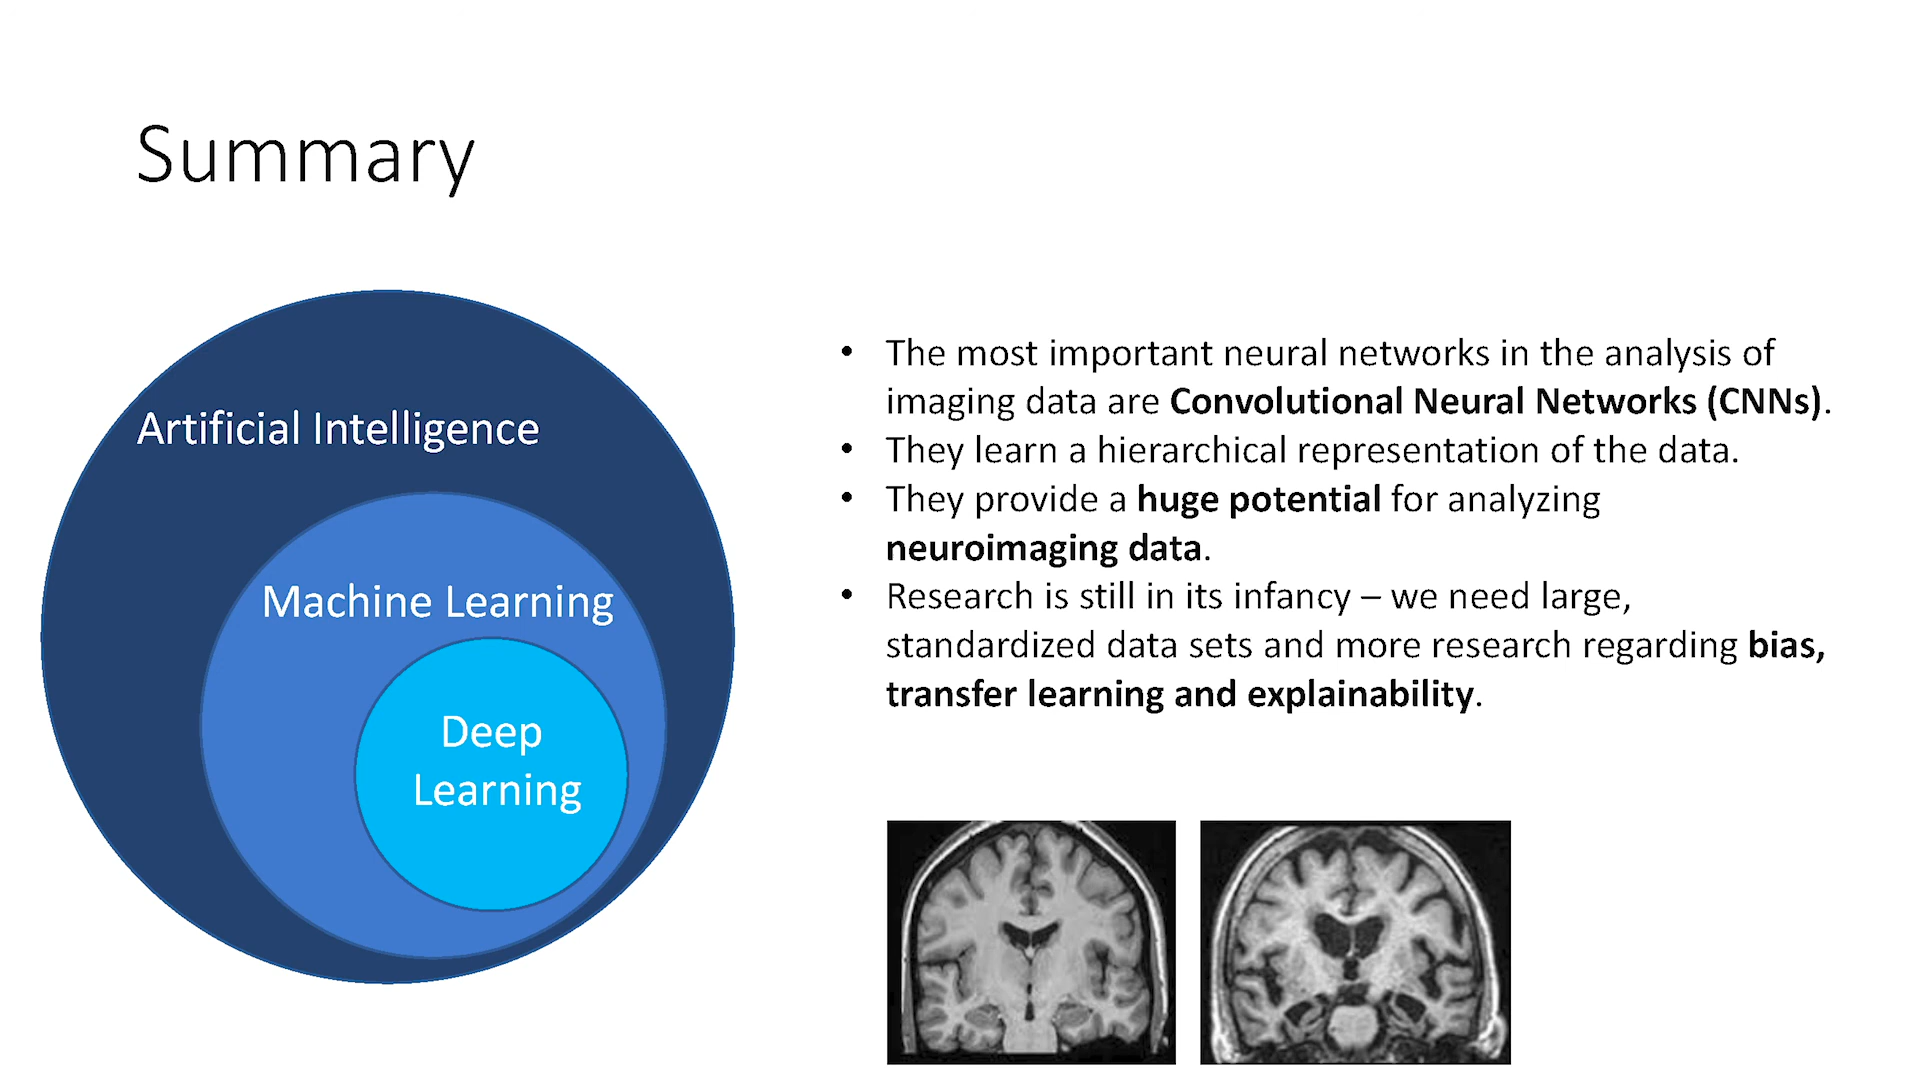 Summary
Artificial Intelligence
Machine Learning
Deep
Learning
• The most important neural networks in the analysis of
imaging data are Convolutional Neural Networks (CNNs).
• They learn a hierarchical representation of the data.
• They provide a huge potential for analyzing
neuroimaging data.
• Research is still in its infancy – we need large,
standardized data sets and more research regarding bias,
transfer learning and explainability.